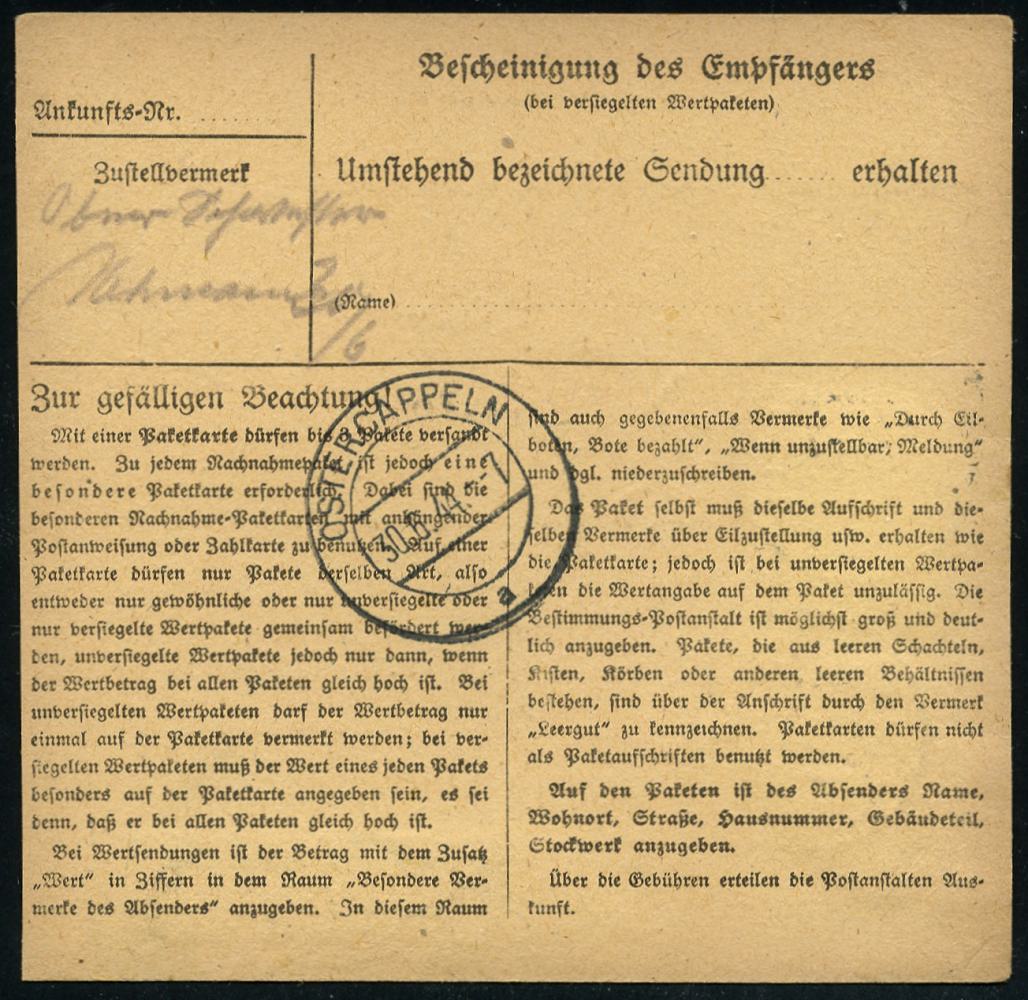 Ankunfts-Nr. ........
Zustellvermerk
Bescheinigung des Empfängers
(bei versiegelten Wertpaketen)
Umstehend bezeichnete Sendung ...... erhalten
(Name) ........................
Zur gefälligen Beachtung!
Mit einer Paketkarte dürfen bis 3 Pakete versandt
werden. Zu jedem Nachnahmepaket ist jedoch eine
besondere Paketkarte erforderlich. Dabei sind die
besonderen Nachnahme-Paketkarten mit anhängender
Postanweisung oder Zahlkarte zu benutzen. Auf einer
Paketkarte dürfen nur Pakete derselben Art, also
entweder nur gewöhnliche oder nur unversiegelte oder
nur versiegelte Wertpakete gemeinsam befördert wer-
den, unversiegelte Wertpakete jedoch nur dann, wenn
der Wertbetrag bei allen Paketen gleich hoch ist. Bei
unversiegelten Wertpaketen darf der Wertbetrag nur
einmal auf der Paketkarte vermerkt werden; bei ver-
siegelten Wertpaketen muß der Wert eines jeden Pakets
besonders auf der Paketkarte angegeben sein, es sei
denn, daß er bei allen Paketen gleich hoch ist.
Bei Wertsendungen ist der Betrag mit dem Zusatz
„Wert“ in Ziffern in dem Raum „Besondere Ver-
merke des Absenders“ anzugeben. In diesem Raum
sind auch gegebenenfalls Vermerke wie „Durch Eil-
boten, Bote bezahlt“, „Wenn unzustellbar, Meldung“
und dgl. niederzuschreiben.
Das Paket selbst muß dieselbe Aufschrift und die-
selben Vermerke über Eilzustellung usw. erhalten wie
die Paketkarte; jedoch ist bei unversiegelten Wertpa-
keten die Wertangabe auf dem Paket unzulässig. Die
Bestimmungs-Postanstalt ist möglichst groß und deut-
lich anzugeben. Pakete, die aus leeren Schachteln,
Kisten, Körben oder anderen leeren Behältnissen
bestehen, sind über der Anschrift durch den Vermerk
„Leergut“ zu kennzeichnen. Paketkarten dürfen nicht
als Paketaufschriften benutzt werden.
Auf den Paketen ist des Absenders Name,
Wohnort, Straße, Hausnummer, Gebäudeteil,
Stockwerk anzugeben.
Über die Gebühren erteilen die Postanstalten Aus-
kunft.
OSTERCAPPELN
a